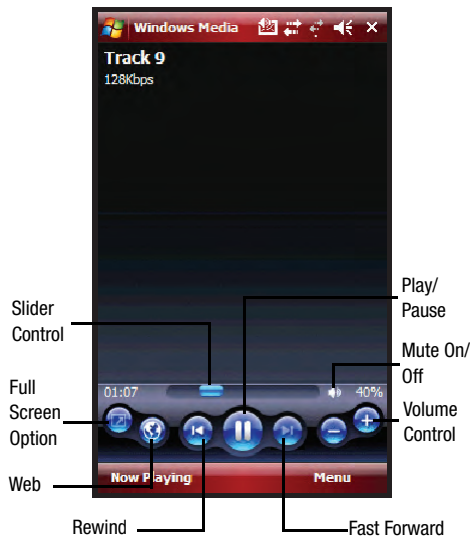 Windows Media
Track 9
128Kbps
Play/
Pause
Slider
Control
Mute On/
Off
01:07
40%
Full
Screen
Option
Volume
Control
Web
Now Playing
Menu
Rewind
Fast Forward